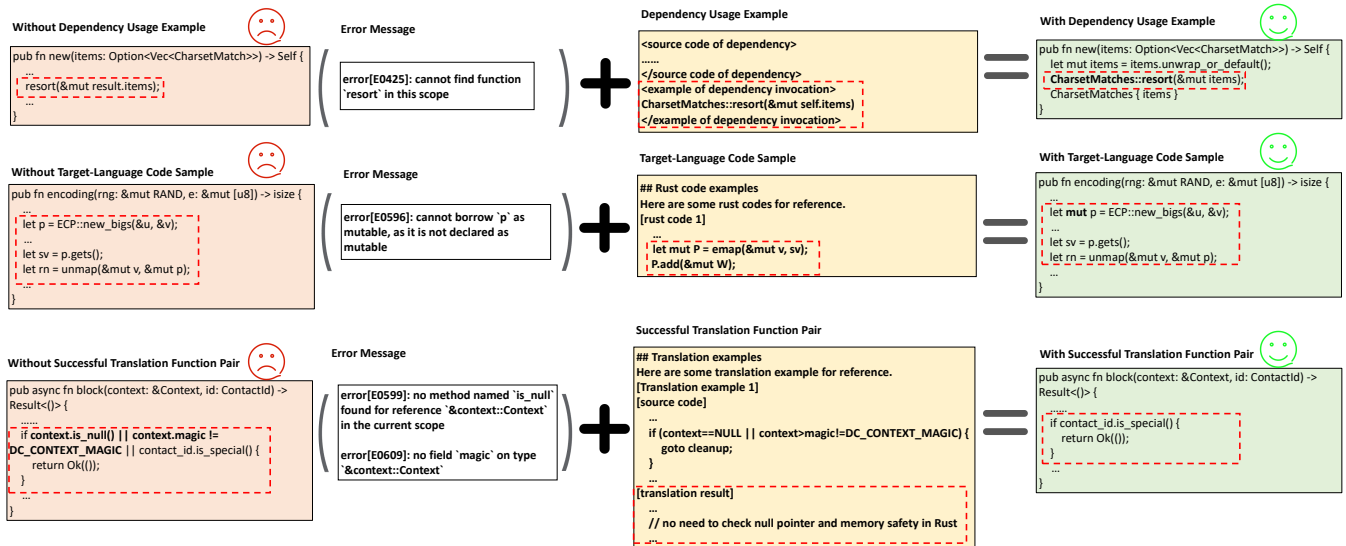 Without Dependency Usage Example
pub fn new(items: Option<Vec<CharsetMatch>>) -> Self {
...
resort(&mut result.items);
...
}
Error Message
error[E0425]: cannot find function
`resort` in this scope
Dependency Usage Example
<source code of dependency>
......
</source code of dependency>
<example of dependency invocation>
CharsetMatches::resort(&mut self.items)
</example of dependency invocation>
With Dependency Usage Example
pub fn new(items: Option<Vec<CharsetMatch>>) -> Self {
let mut items = items.unwrap_or_default();
CharsetMatches::resort(&mut items);
CharsetMatches { items }
}
Without Target-Language Code Sample
pub fn encoding(rng: &mut RAND, e: &mut [u8]) -> isize {
...
let p = ECP::new_bigs(&u, &v);
...
let sv = p.gets();
let rn = unmap(&mut v, &mut p);
...
}
Error Message
error[E0596]: cannot borrow `p` as
mutable, as it is not declared as
mutable
Target-Language Code Sample
## Rust code examples
Here are some rust codes for reference.
[rust code 1]
...
let mut P = emap(&mut v, sv);
P.add(&mut W);
With Target-Language Code Sample
pub fn encoding(rng: &mut RAND, e: &mut [u8]) -> isize {
...
let mut p = ECP::new_bigs(&u, &v);
...
let sv = p.gets();
let rn = unmap(&mut v, &mut p);
...
}
Without Successful Translation Function Pair
pub async fn block(context: &Context, id: ContactId) ->
Result<()> {
......
if context.is_null() || context.magic !=
DC_CONTEXT_MAGIC || contact_id.is_special() {
return Ok(());
}
...
}
Error Message
error[E0599]: no method named `is_null`
found for reference `&context::Context`
in the current scope
error[E0609]: no field `magic` on type
`&context::Context`
Successful Translation Function Pair
## Translation examples
Here are some translation example for reference.
[Translation example 1]
[source code]
...
if (context==NULL || context>magic!=DC_CONTEXT_MAGIC) {
goto cleanup;
}
...
[translation result]
...
// no need to check null pointer and memory safety in Rust
...
With Successful Translation Function Pair
pub async fn block(context: &Context, id: ContactId) ->
Result<()> {
......
if contact_id.is_special() {
return Ok(());
}
...
}